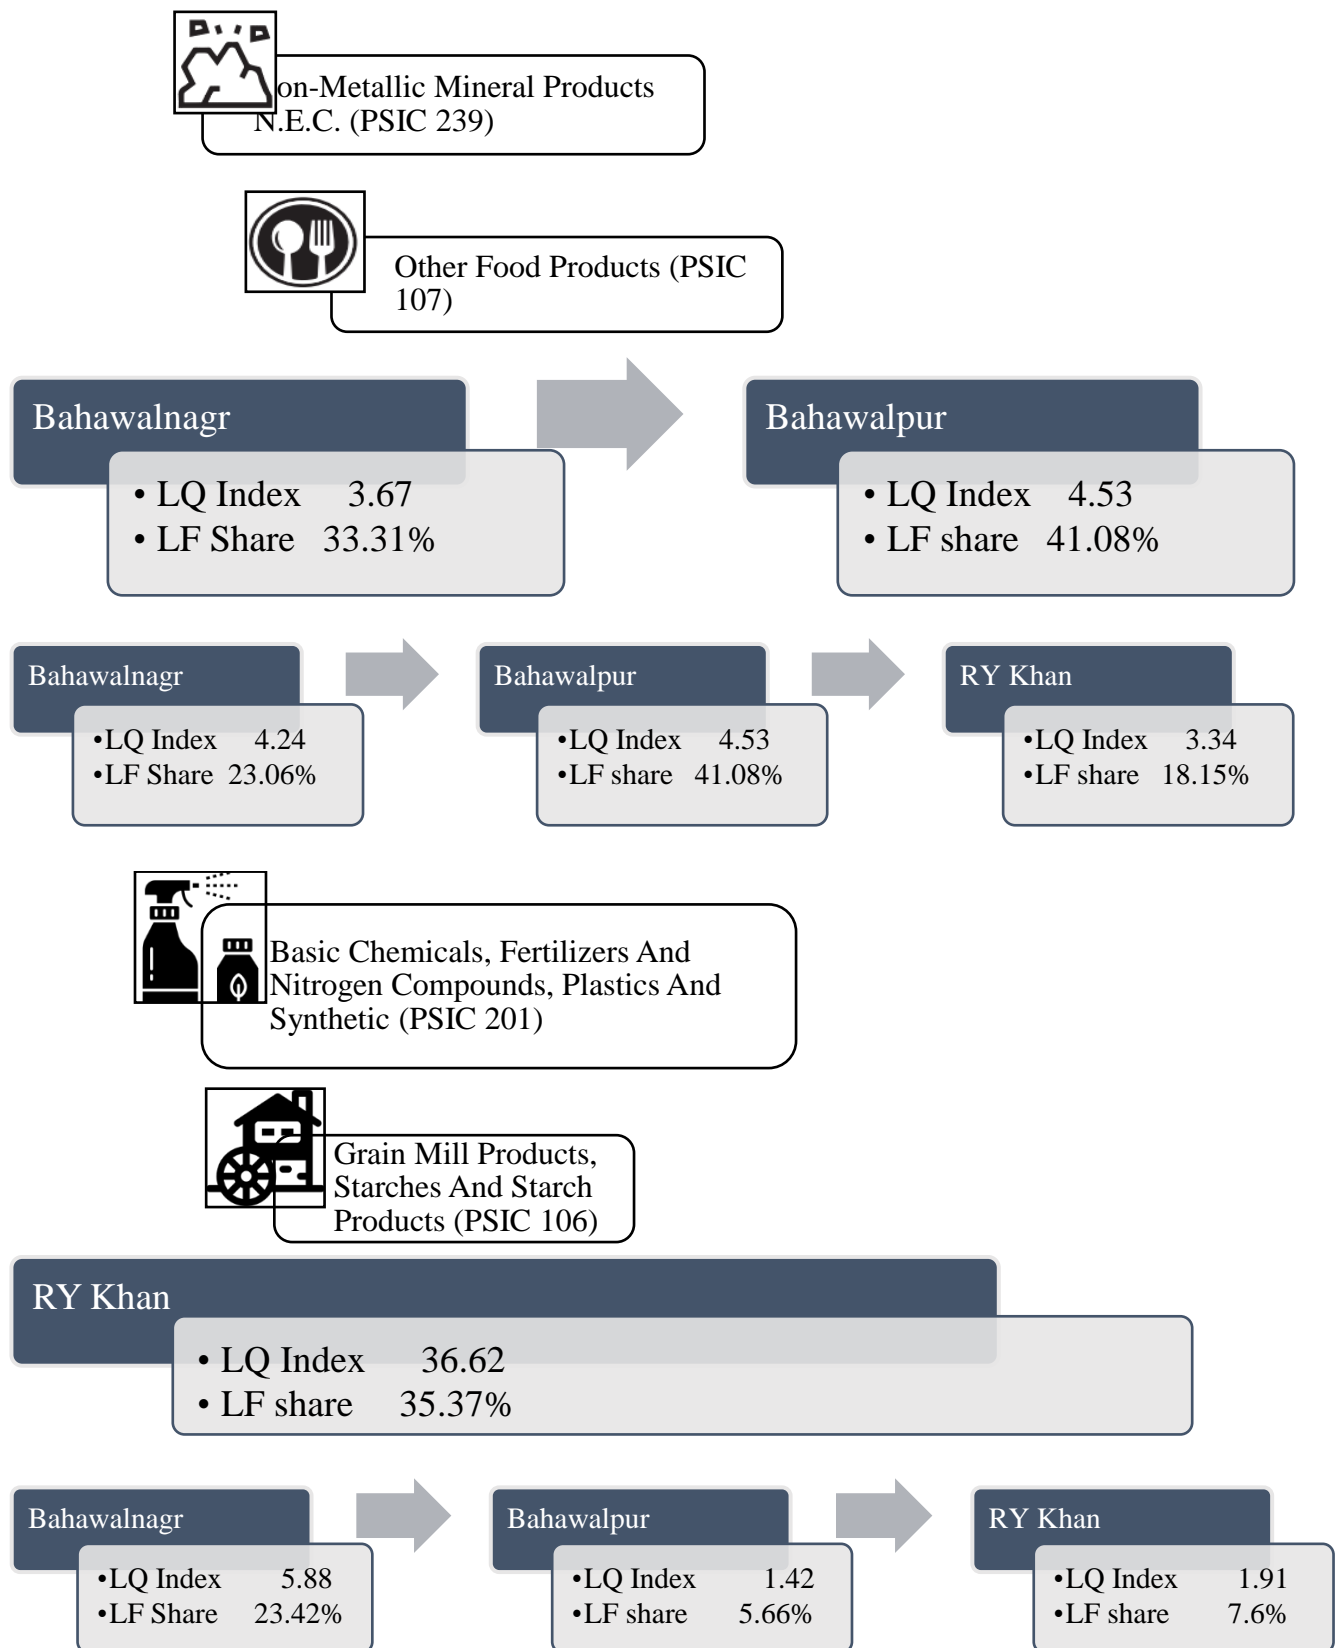 on-Metallic Mineral Products
N.E.C. (PSIC 239)
Other Food Products (PSIC
107)
Bahawalnagr
• LQ Index 3.67
• LF Share 33.31%
Bahawalpur
• LQ Index 4.53
• LF share 41.08%
Bahawalnagr
•LQ Index 4.24
•LF Share 23.06%
Bahawalpur
•LQ Index 4.53
•LF share 41.08%
RY Khan
•LQ Index 3.34
•LF share 18.15%
Basic Chemicals, Fertilizers And
Nitrogen Compounds, Plastics And
Synthetic (PSIC 201)
Grain Mill Products,
Starches And Starch
Products (PSIC 106)
RY Khan
• LQ Index 36.62
• LF share 35.37%
Bahawalnagr
•LQ Index 5.88
•LF Share 23.42%
Bahawalpur
•LQ Index 1.42
•LF share 5.66%
RY Khan
•LQ Index 1.91
•LF share 7.6%